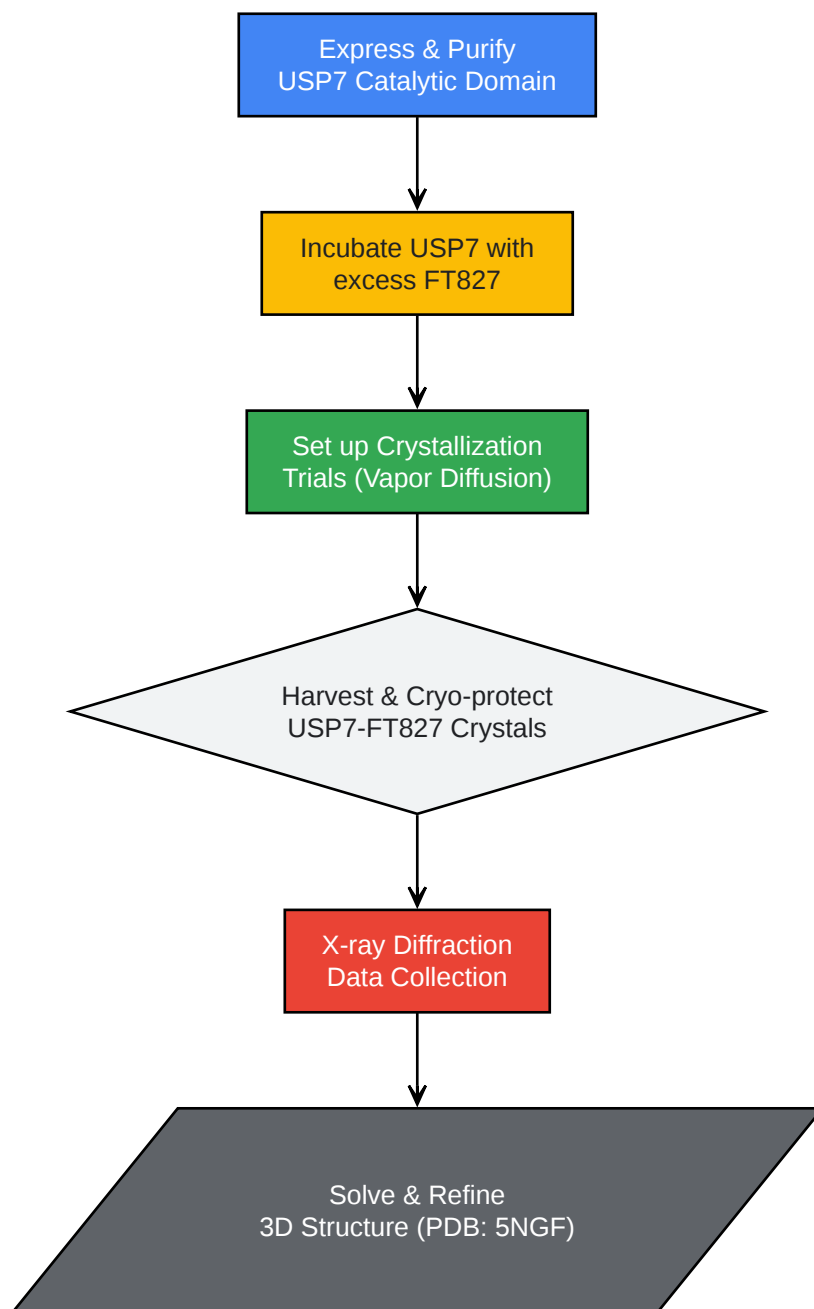 Express & Purify
USP7 Catalytic Domain
Incubate USP7 with
excess FT827
Set up Crystallization
Trials (Vapor Diffusion)
Harvest & Cryo-protect
USP7-FT827 Crystals
X-ray Diffraction
Data Collection
Solve & Refine
3D Structure (PDB: 5NGF)